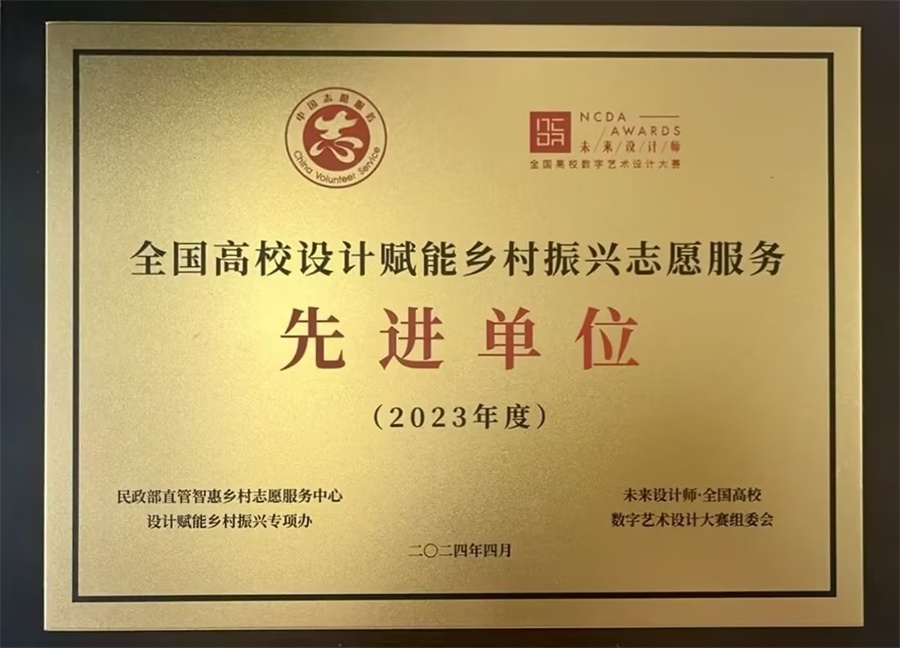 中国志愿服务
志
China Volunteer Service
NCDA
NCDA
AWARDS
未/来/设/计/师
全国高校数字艺术设计大赛
全国高校设计赋能乡村振兴志愿服务
先进单位
（2023年度）
民政部直管智惠乡村志愿服务中心
设计赋能乡村振兴专项办
未来设计师·全国高校
数字艺术设计大赛组委会
二〇二四年四月